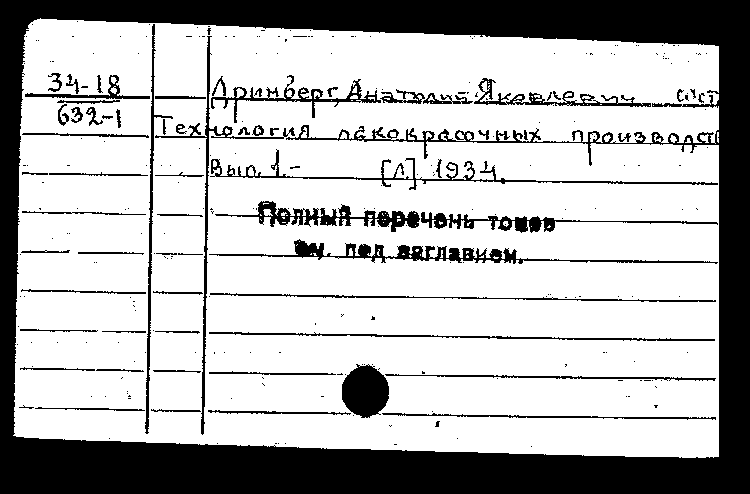 34-18
632-1
Дринберг, Анатолий Яковлевич
Технология лакокрасочных производств
Вып. 1.- [Л], 1934.
Полный перечень томов
см. под заглавием.